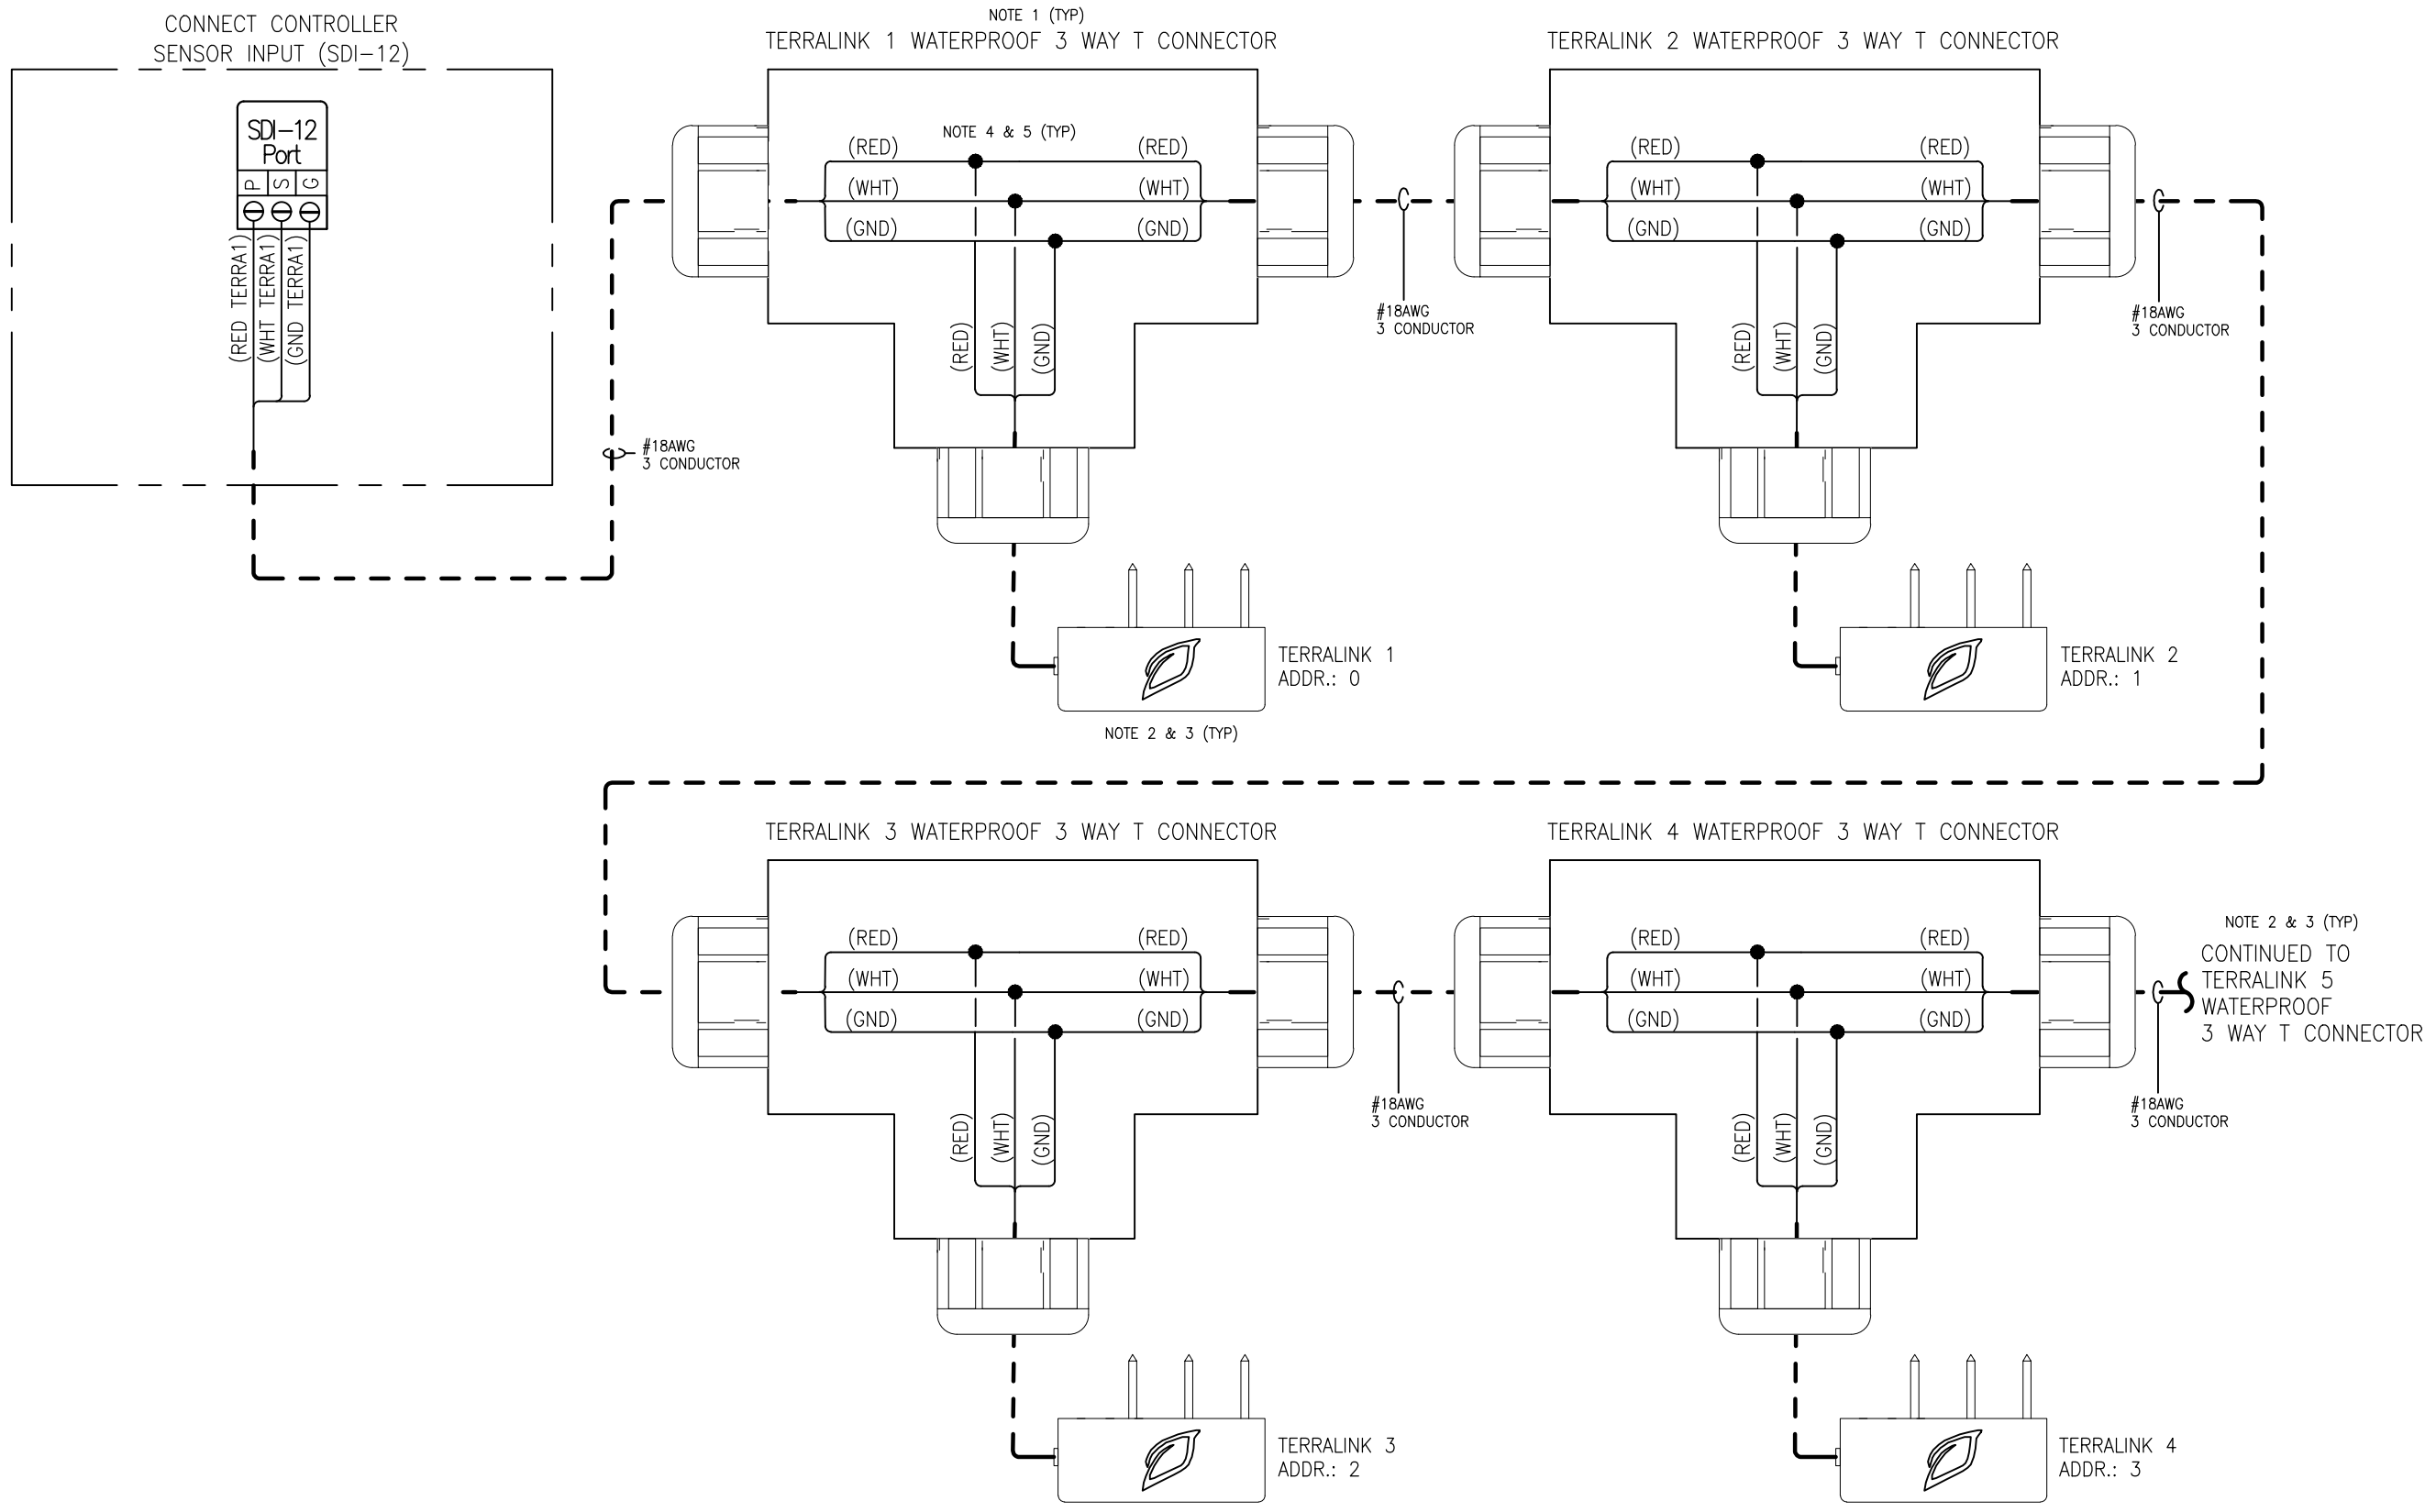 CONNECT CONTROLLER
SENSOR INPUT (SDI-12)
SDI-12
Port
P S G
(RED TERRA1)
(WHT TERRA1)
(GND TERRA1)
#18AWG
3 CONDUCTOR
NOTE 1 (TYP)
TERRALINK 1 WATERPROOF 3 WAY T CONNECTOR
NOTE 4 & 5 (TYP)
(RED) (RED)
(WHT) (WHT)
(GND) (GND)
(RED)
(WHT)
(GND)
#18AWG
3 CONDUCTOR
TERRALINK 1
ADDR.: 0
NOTE 2 & 3 (TYP)
TERRALINK 2 WATERPROOF 3 WAY T CONNECTOR
(RED) (RED)
(WHT) (WHT)
(GND) (GND)
(RED)
(WHT)
(GND)
#18AWG
3 CONDUCTOR
TERRALINK 2
ADDR.: 1
TERRALINK 3 WATERPROOF 3 WAY T CONNECTOR
(RED) (RED)
(WHT) (WHT)
(GND) (GND)
(RED)
(WHT)
(GND)
#18AWG
3 CONDUCTOR
TERRALINK 3
ADDR.: 2
TERRALINK 4 WATERPROOF 3 WAY T CONNECTOR
(RED) (RED)
(WHT) (WHT)
(GND) (GND)
(RED)
(WHT)
(GND)
#18AWG
3 CONDUCTOR
NOTE 2 & 3 (TYP)
CONTINUED TO
TERRALINK 5
WATERPROOF
3 WAY T CONNECTOR
TERRALINK 4
ADDR.: 3